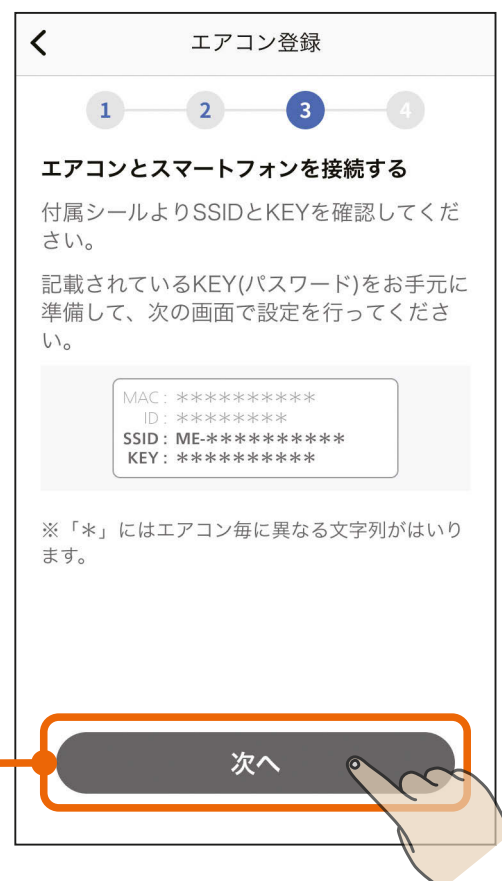 エアコン登録
1 2 3 4
エアコンとスマートフォンを接続する
付属シールよりSSIDとKEYを確認してくだ
さい。
記載されているKEY(パスワード)をお手元に
準備して、次の画面で設定を行ってくださ
い。
MAC : **********
ID : ********
SSID : ME-**********
KEY : **********
※「*」にはエアコン毎に異なる文字列がはいり
ます。
次へ